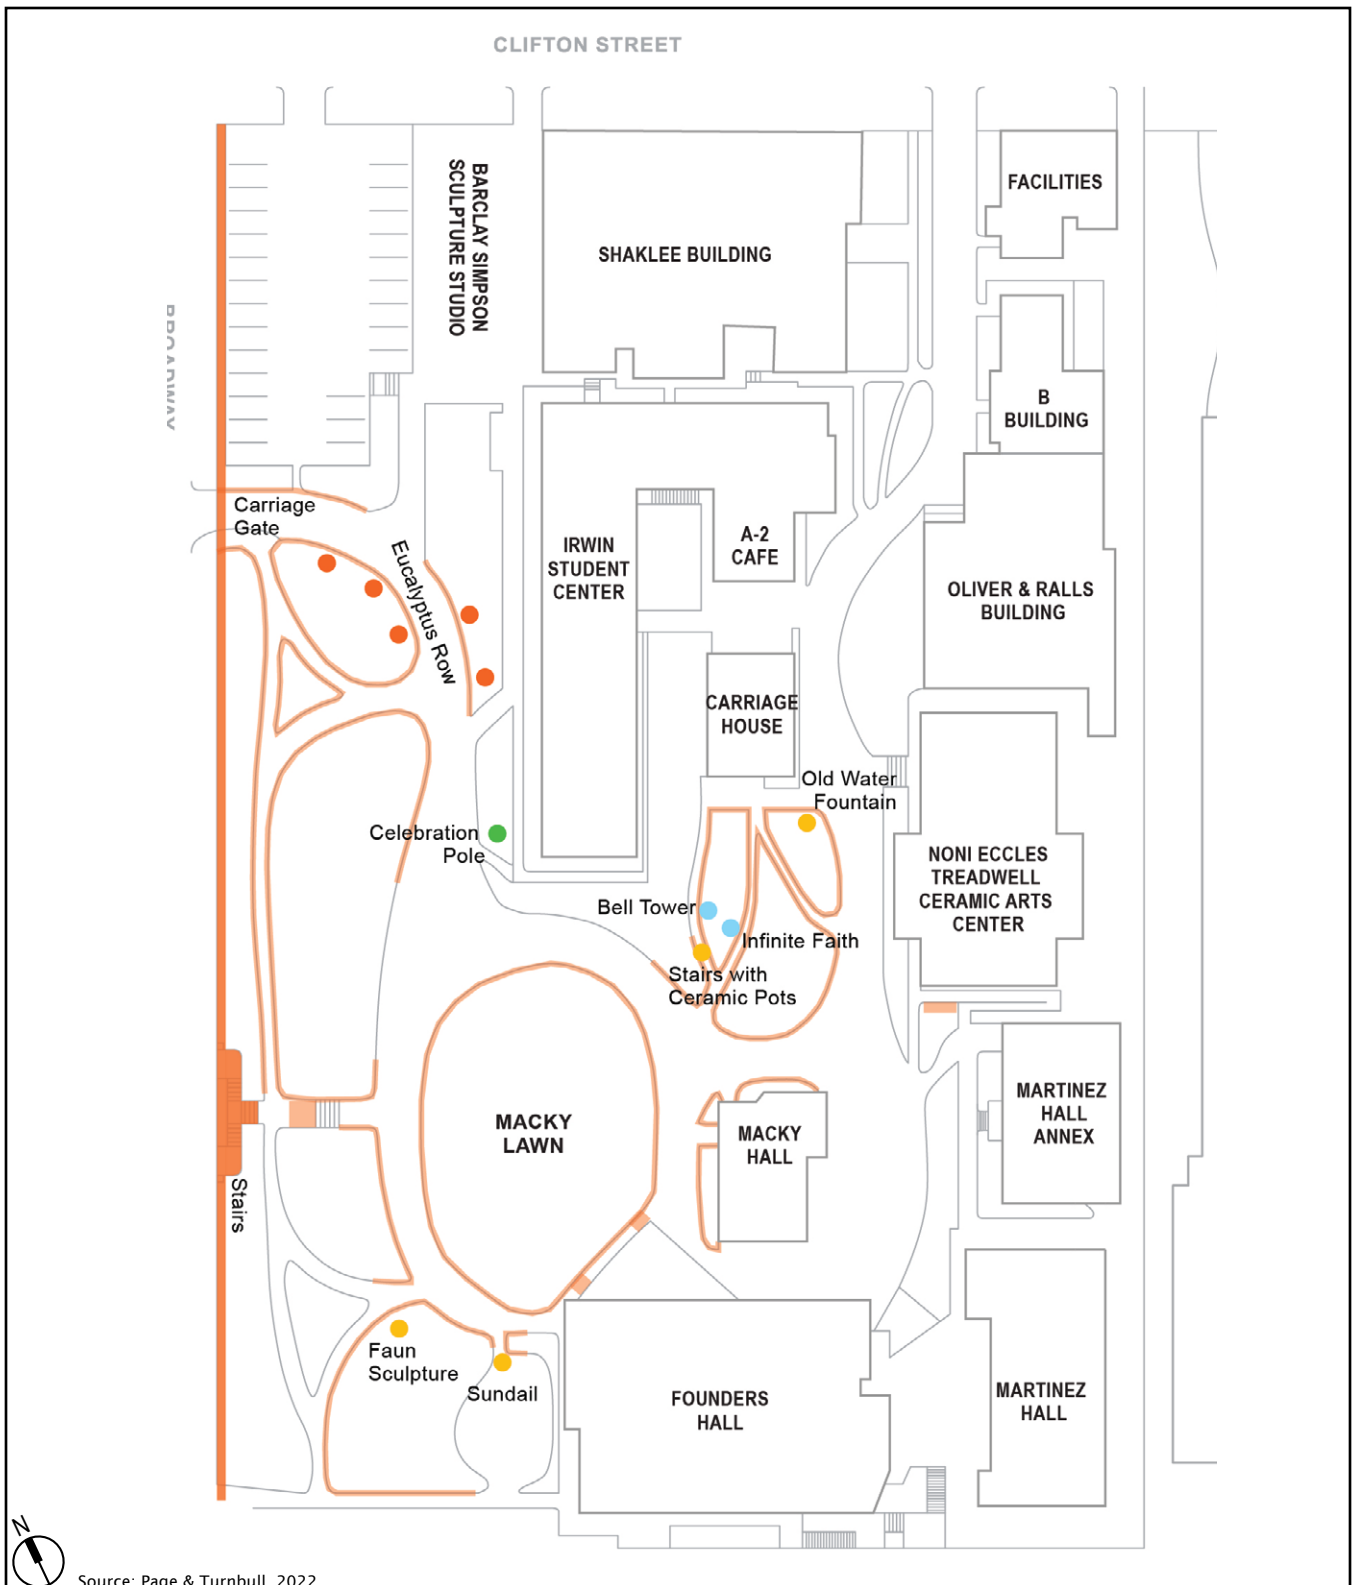 CLIFTON STREET
BARCLAY SIMPSON
SCULPTURE STUDIO
FACILITIES
SHAKLEE BUILDING
BROADWAY
B
BUILDING
Carriage
Gate
Eucalyptus Row
IRWIN
STUDENT
CENTER
A-2
CAFE
OLIVER & RALLS
BUILDING
CARRIAGE
HOUSE
Old Water
Fountain
Celebration
Pole
NONI ECCLES
TREADWELL
CERAMIC ARTS
CENTER
Bell Tower
Infinite Faith
Stairs with
Ceramic Pots
MACKY
LAWN
MACKY
HALL
MARTINEZ
HALL
ANNEX
Stairs
Faun
Sculpture
Sundail
FOUNDERS
HALL
MARTINEZ
HALL
N
Source: Page & Turnbull, 2022